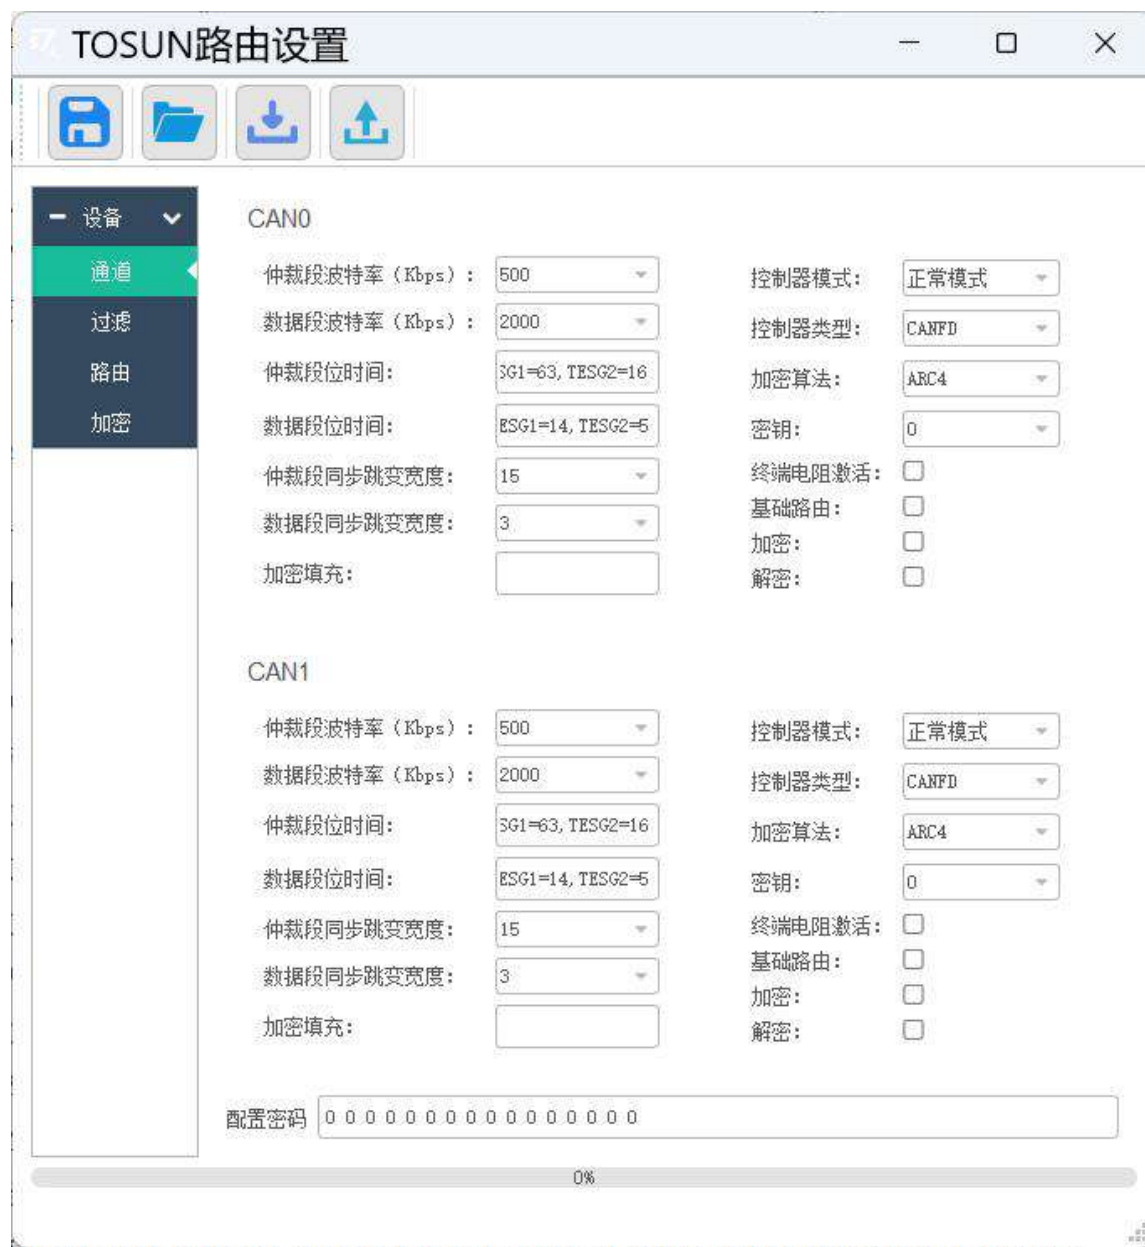 TOSUN路由设置
设备
通道
过滤
路由
加密
CAN0
仲裁段波特率（Kbps）: 500
控制器模式: 正常模式
数据段波特率（Kbps）: 2000
控制器类型: CANFD
仲裁段位时间: SG1=63, TESG2=16
加密算法: ARC4
数据段位时间: ESG1=14, TESG2=5
密钥: 0
仲裁段同步跳变宽度: 15
终端电阻激活:
基础路由:
数据段同步跳变宽度: 3
加密:
加密填充:
解密:
CAN1
仲裁段波特率（Kbps）: 500
控制器模式: 正常模式
数据段波特率（Kbps）: 2000
控制器类型: CANFD
仲裁段位时间: SG1=63, TESG2=16
加密算法: ARC4
数据段位时间: ESG1=14, TESG2=5
密钥: 0
仲裁段同步跳变宽度: 15
终端电阻激活:
基础路由:
数据段同步跳变宽度: 3
加密:
加密填充:
解密:
配置密码 0 0 0 0 0 0 0 0 0 0 0 0 0 0 0 0
0%